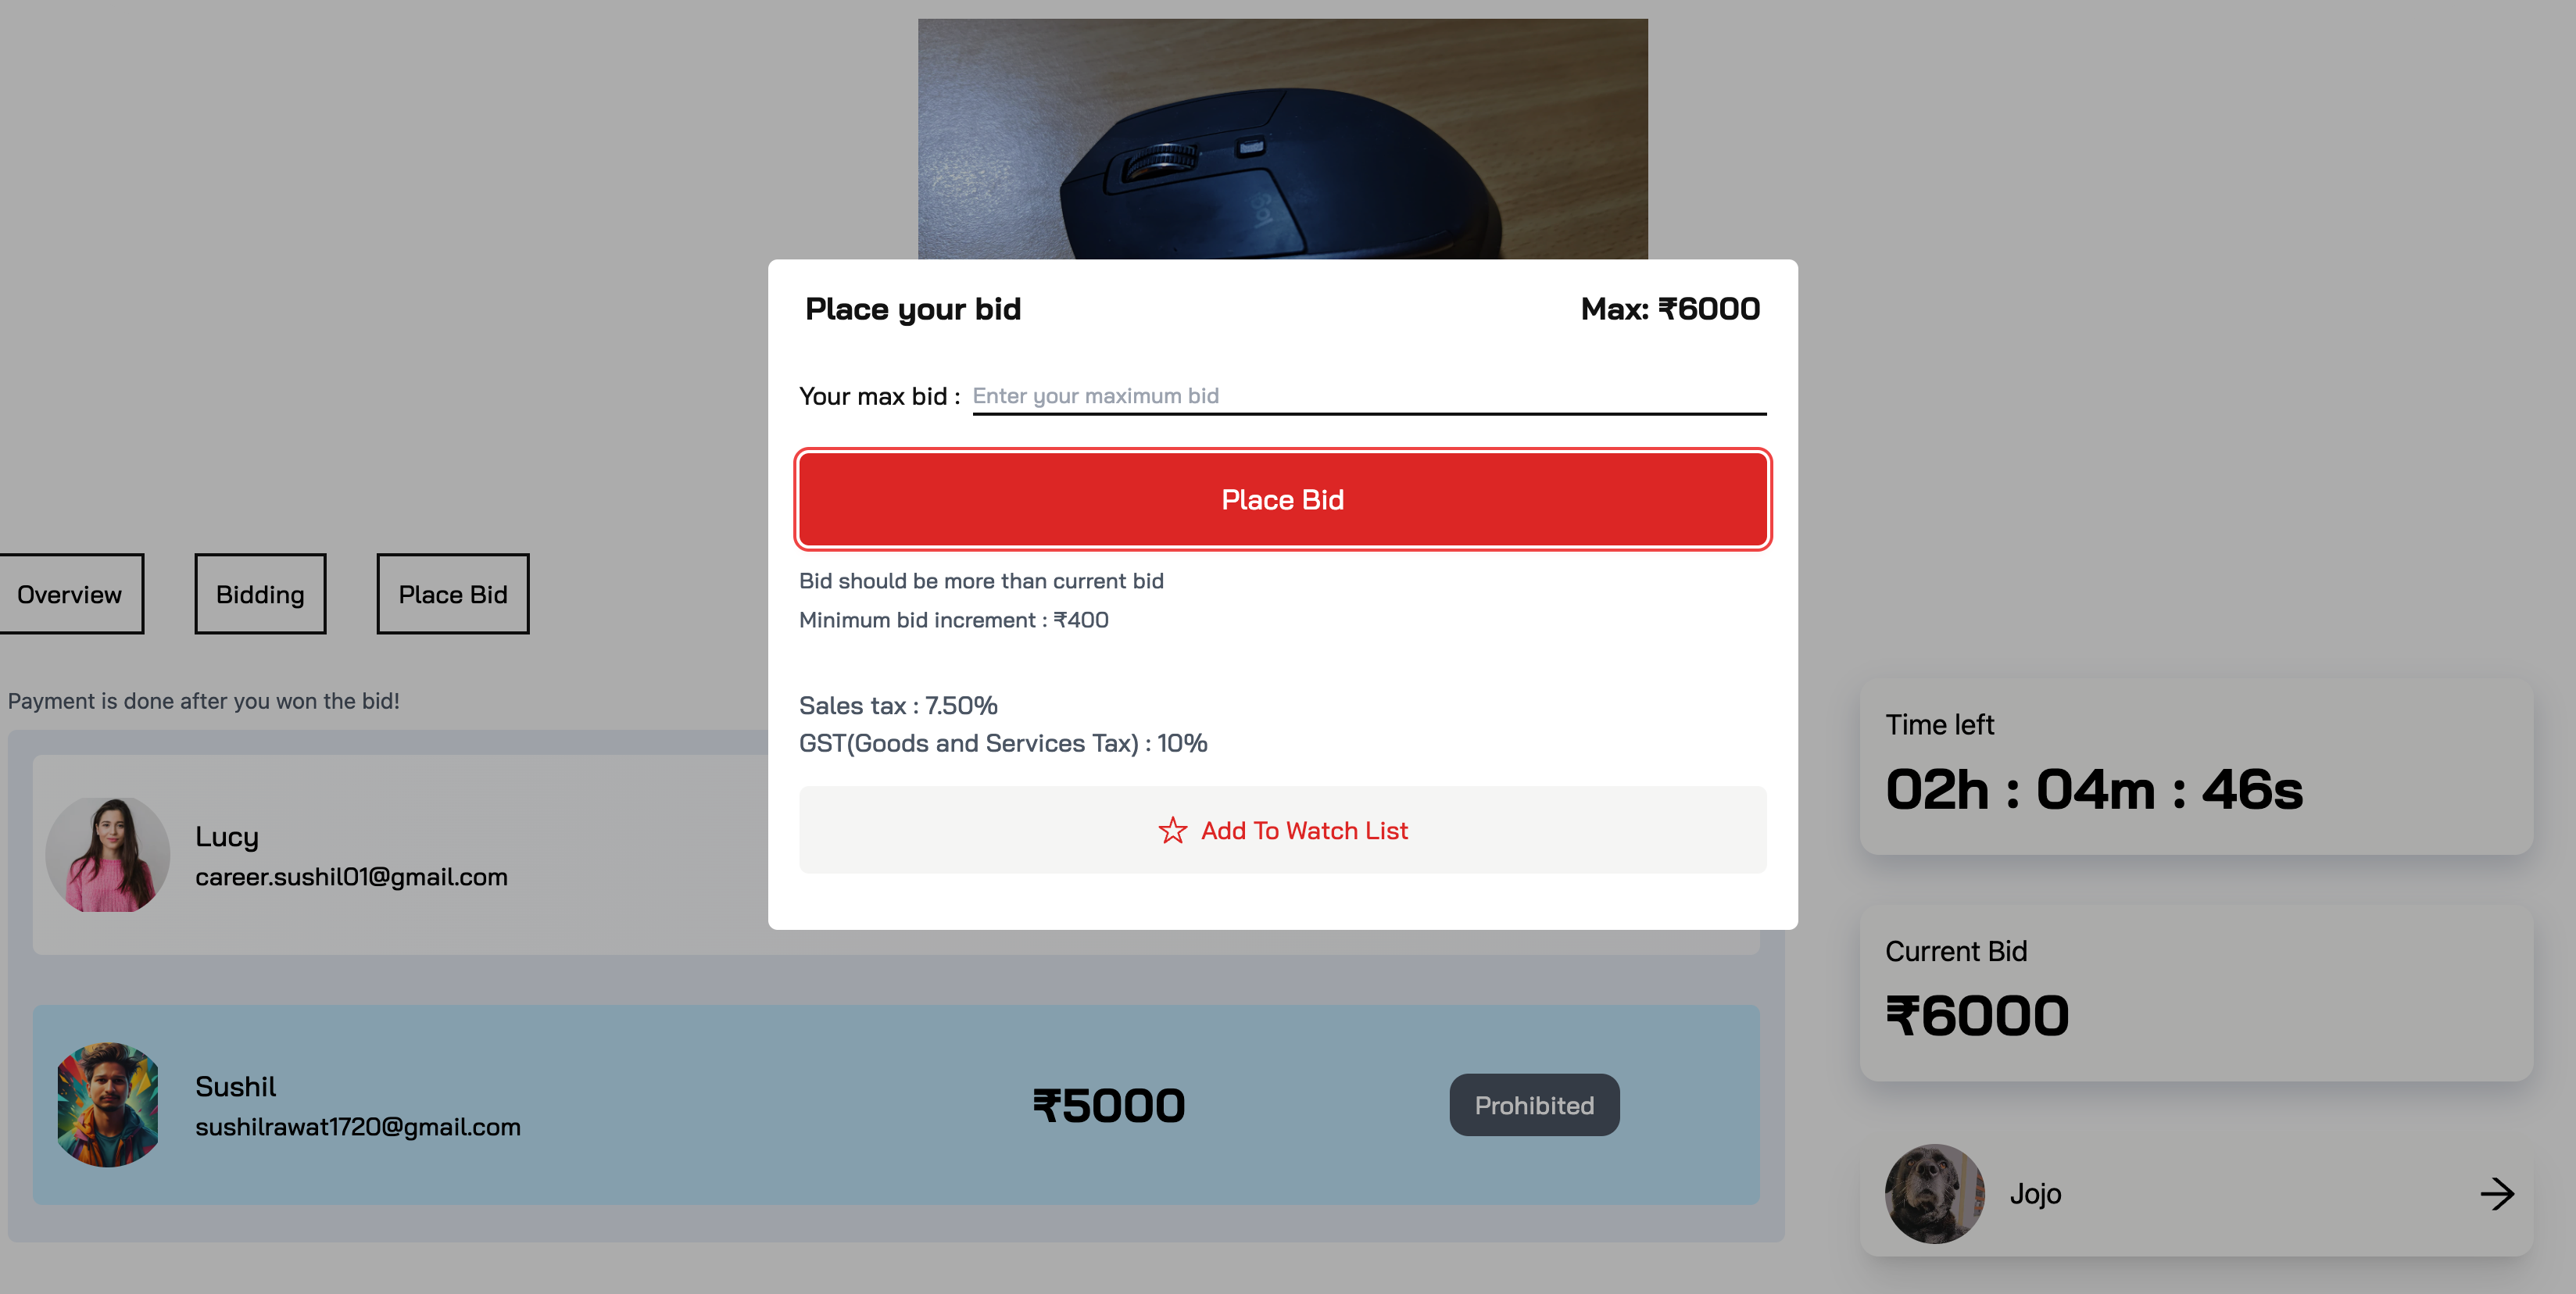 logi
Place your bid
Max: ₹6000
Your max bid :
Enter your maximum bid
Place Bid
Bid should be more than current bid
Minimum bid increment : ₹400
Sales tax : 7.50%
GST(Goods and Services Tax) : 10%
Add To Watch List
Overview
Bidding
Place Bid
Payment is done after you won the bid!
Lucy
career.sushil01@gmail.com
Sushil
sushilrawat1720@gmail.com
₹5000
Prohibited
Time left
02h : 04m : 46s
Current Bid
₹6000
Jojo